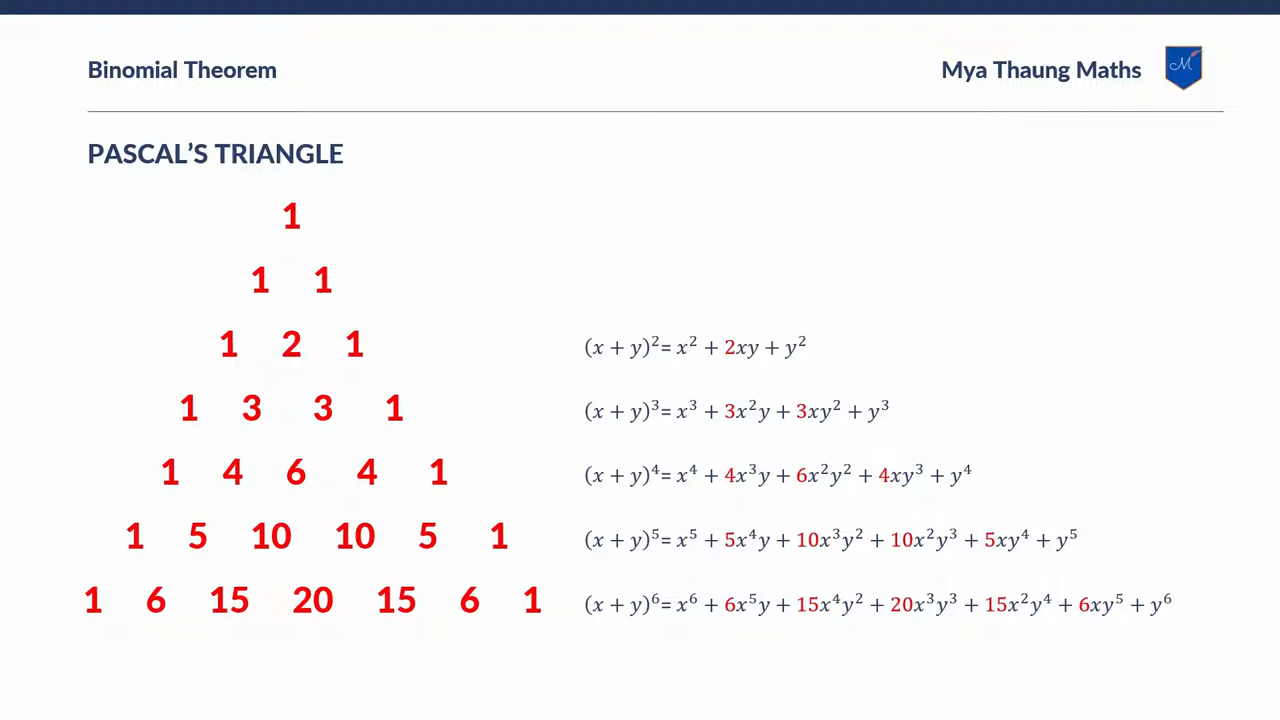 Binomial Theorem
Mya Thaung Maths
M
PASCAL'S TRIANGLE
1
1 1
1 2 1 (x + y)²= x² + 2xy + y²
1 3 3 1 (x + y)³= x³ + 3x²y + 3xy² + y³
1 4 6 4 1 (x + y)⁴= x⁴ + 4x³y + 6x²y² + 4xy³ + y⁴
1 5 10 10 5 1 (x + y)⁵= x⁵ + 5x⁴y + 10x³y² + 10x²y³ + 5xy⁴ + y⁵
1 6 15 20 15 6 1 (x + y)⁶= x⁶ + 6x⁵y + 15x⁴y² + 20x³y³ + 15x²y⁴ + 6xy⁵ + y⁶